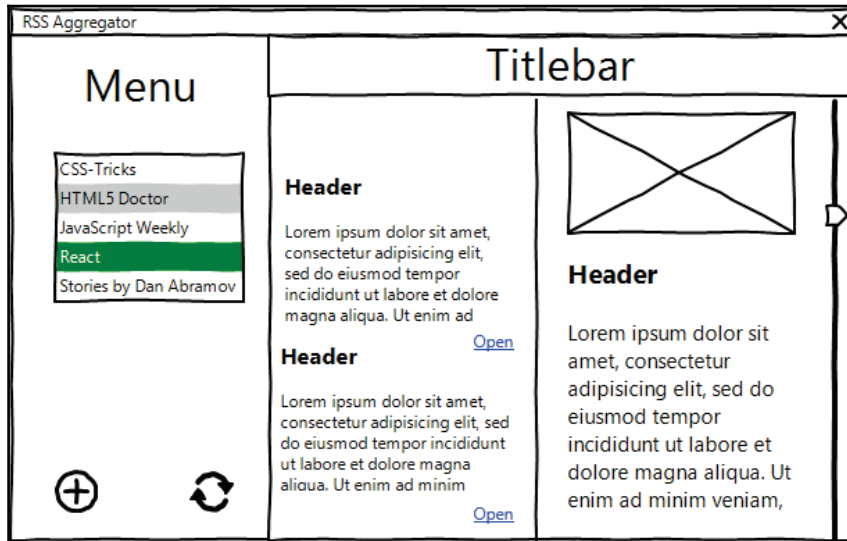 RSS Aggregator
Menu
CSS-Tricks
HTML5 Doctor
JavaScript Weekly
React
Stories by Dan Abramov
Titlebar
Header
Lorem ipsum dolor sit amet,
consectetur adipisicing elit,
sed do eiusmod tempor
incididunt ut labore et dolore
magna aliqua. Ut enim ad
Open
Header
Lorem ipsum dolor sit amet,
consectetur adipisicing elit, sed
do eiusmod tempor incididunt
ut labore et dolore magna
aliqua. Ut enim ad minim
Open
Header
Lorem ipsum dolor sit
amet, consectetur
adipisicing elit, sed do
eiusmod tempor
incididunt ut labore et
dolore magna aliqua. Ut
enim ad minim veniam,